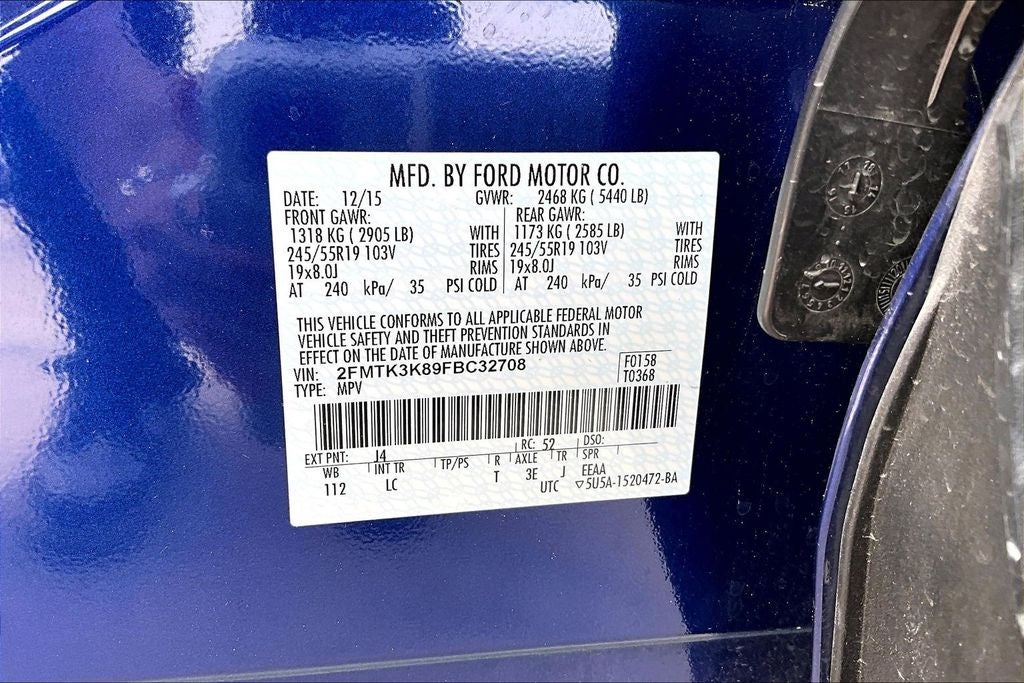 MFD. BY FORD MOTOR CO.
DATE: 12/15 GVWR: 2468 KG ( 5440 LB)
FRONT GAWR: REAR GAWR:
1318 KG ( 2905 LB) WITH 1173 KG ( 2585 LB) WITH
245/55R19 103V TIRES 245/55R19 103V TIRES
19x8.0J RIMS 19x8.0J RIMS
AT 240 kPa/ 35 PSI COLD AT 240 kPa/ 35 PSI COLD
THIS VEHICLE CONFORMS TO ALL APPLICABLE FEDERAL MOTOR
VEHICLE SAFETY AND THEFT PREVENTION STANDARDS IN
EFFECT ON THE DATE OF MANUFACTURE SHOWN ABOVE.
VIN: 2FMTK3K89FBC32708 F0158
TYPE: MPV T0368
EXT PNT: J4 RC: 52 DSO:
WB INT TR TP/PS R AXLE TR SPR
112 LC T 3E J EEAA
UTC ▽5U5A-1520472-BA